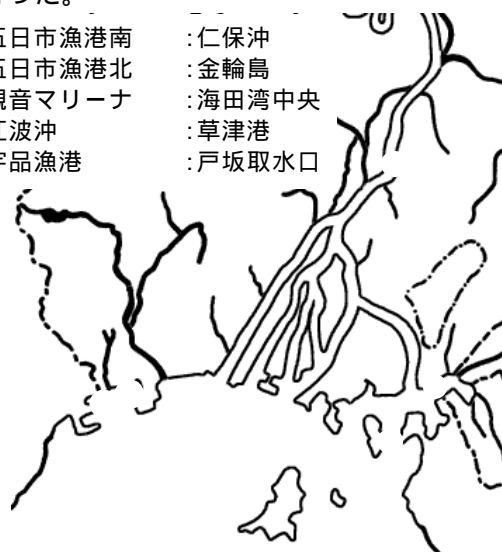 った。
五日市漁港南 :仁保沖
五日市漁港北 :金輪島
観音マリーナ :海田湾中央
江波沖 :草津港
宇品漁港 :戸坂取水口